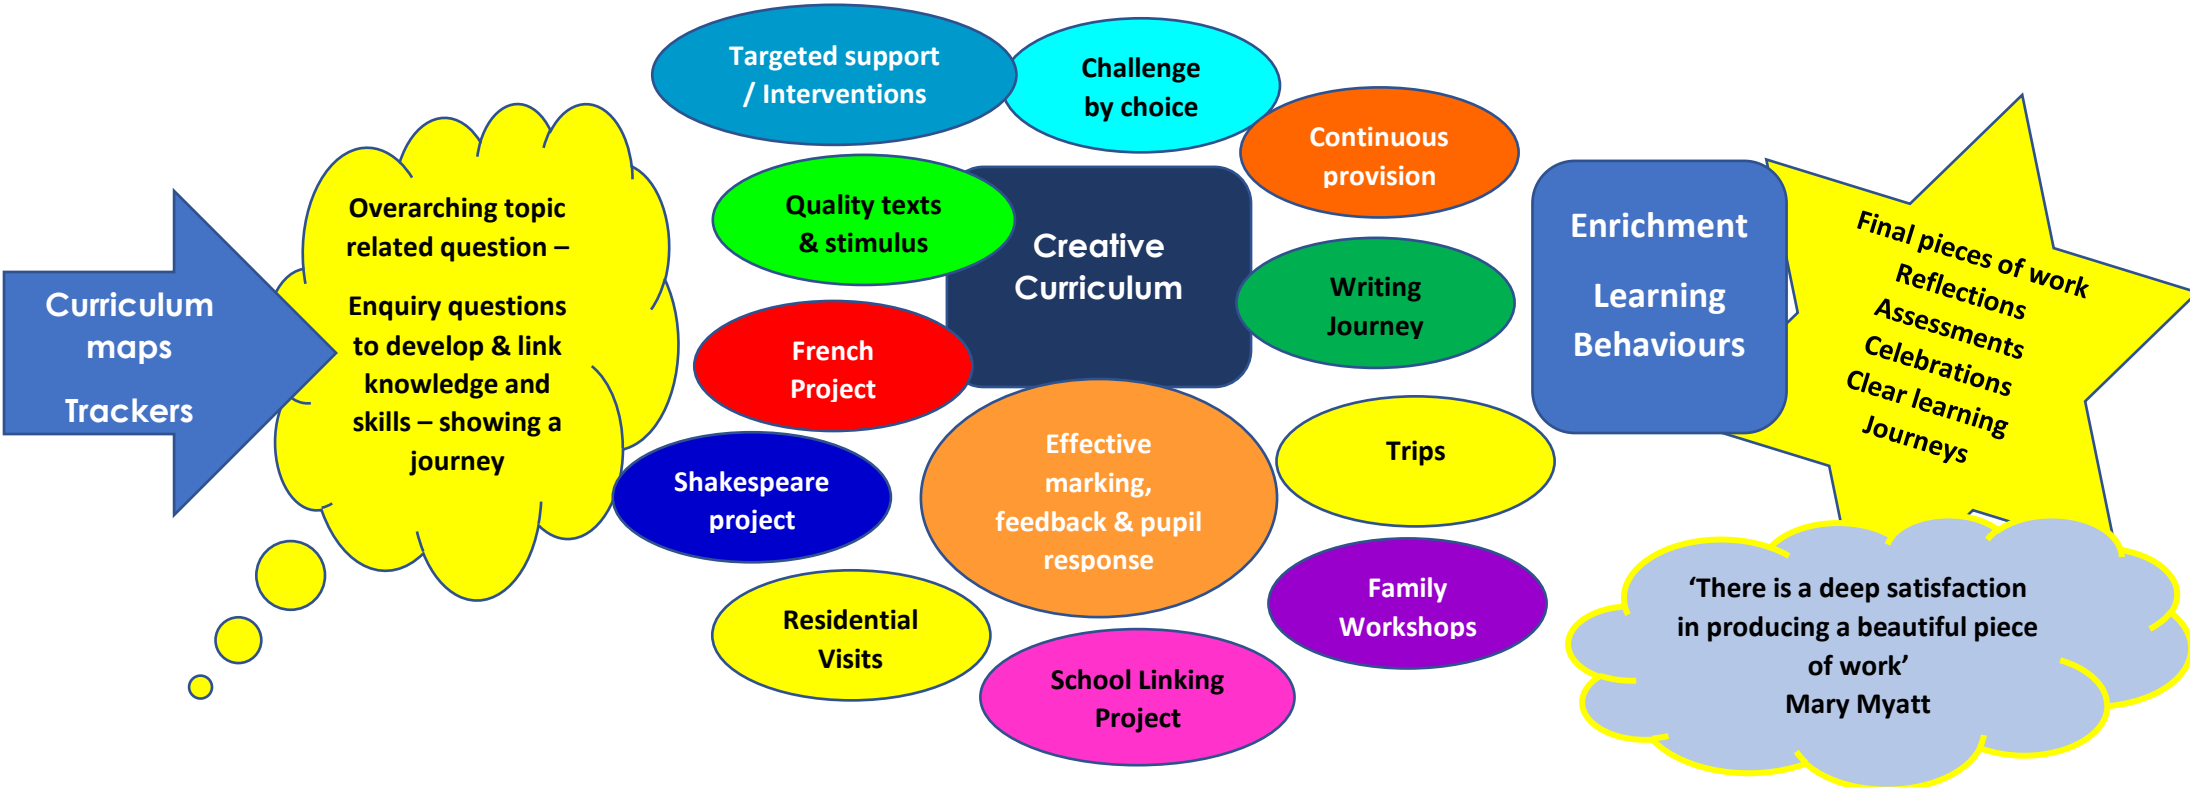 Curriculum
maps
Trackers
Overarching topic
related question –
Enquiry questions
to develop & link
knowledge and
skills – showing a
journey
Targeted support
/ Interventions
Challenge
by choice
Continuous
provision
Quality texts
& stimulus
Creative
Curriculum
Writing
Journey
French
Project
Effective
marking,
feedback & pupil
response
Trips
Shakespeare
project
Residential
Visits
School Linking
Project
Family
Workshops
Enrichment
Learning
Behaviours
Final pieces of work
Reflections
Assessments
Celebrations
Clear learning
Journeys
‘There is a deep satisfaction
in producing a beautiful piece
of work’
Mary Myatt